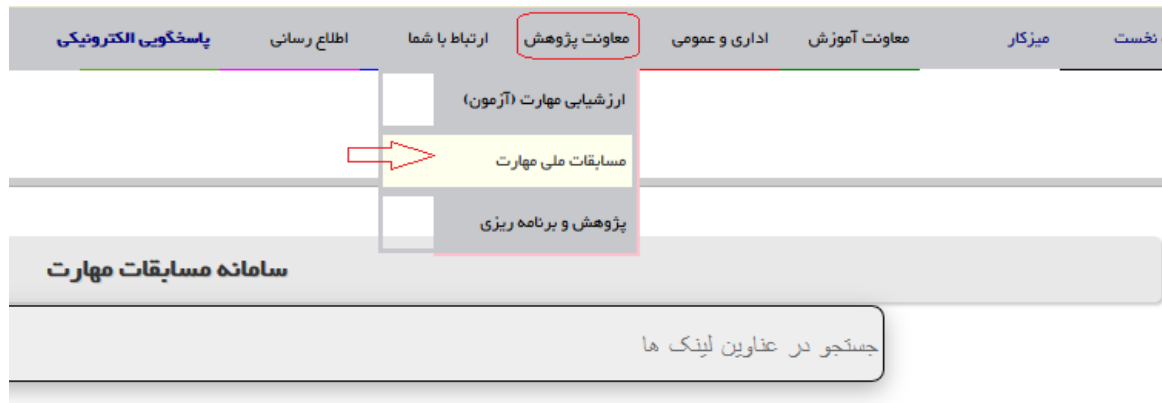 نخست میزکار معاونت آموزش اداری و عمومی معاونت پژوهش ارتباط با شما اطلاع رسانی پاسخگویی الکترونیکی
ارزشیابی مهارت (آزمون)
مسابقات ملی مهارت
پژوهش و برنامه ریزی
سامانه مسابقات مهارت
جستجو در عناوین لینک ها